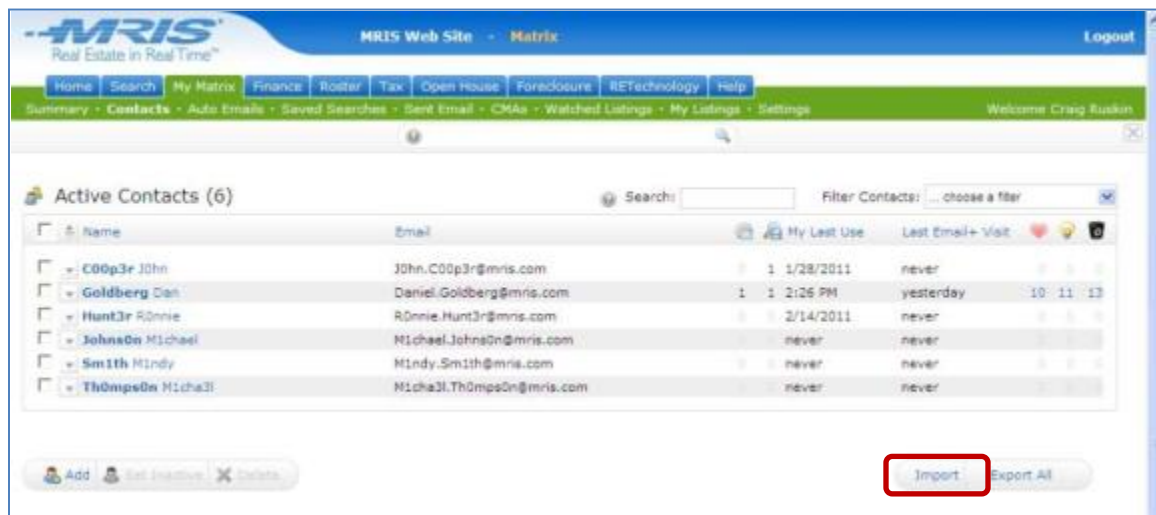 MRIS
Real Estate in Real Time™
MRIS Web Site - Matrix
Logout
Home Search My Matrix Finance Roster Tax Open House Foreclosure RETechnology Help
Summary · Contacts · Auto Emails · Saved Searches · Sent Email · CMAs · Watched Listings · My Listings · Settings Welcome Craig Ruskin
Active Contacts (6) Search: Filter Contacts: ... choose a filter
Name Email My Last Use Last Email+ Visit
C00p3r J0hn J0hn.C00p3r@mris.com 1 1/28/2011 never
Goldberg Dan Daniel.Goldberg@mris.com 1 1 2:26 PM yesterday 10 11 13
Hunt3r R0nnie R0nnie.Hunt3r@mris.com 2/14/2011 never
Johns0n M1chael M1chael.Johns0n@mris.com never never
Sm1th M1ndy M1ndy.Sm1th@mris.com never never
Th0mps0n M1cha3l M1cha3l.Th0mps0n@mris.com never never
Add Set Inactive Delete Import Export All